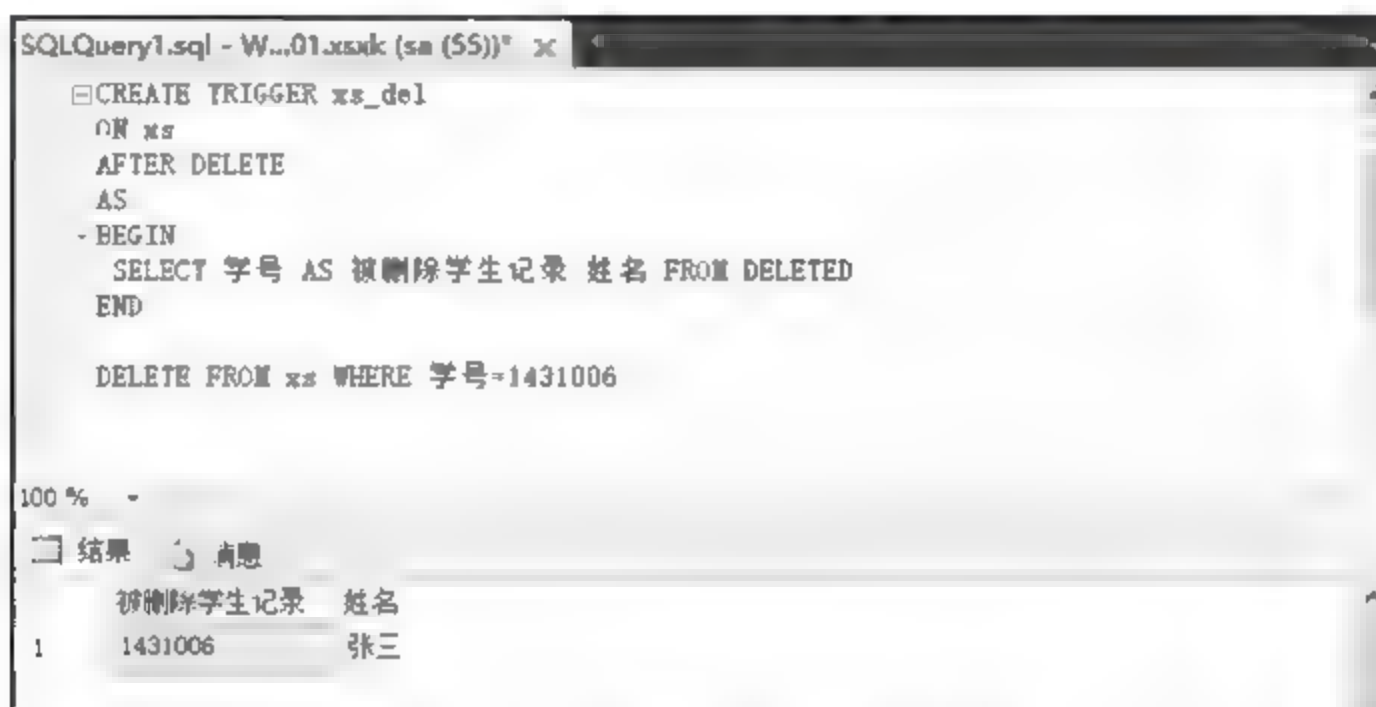 SQLQuery1.sql - W...01.xsxk (sa (55))* ×
CREATE TRIGGER xs_del
ON xs
AFTER DELETE
AS
BEGIN
SELECT 学号 AS 被删除学生记录 姓名 FROM DELETED
END
DELETE FROM xs WHERE 学号=1431006
100 %
结果 消息
被删除学生记录 姓名
1 1431006 张三